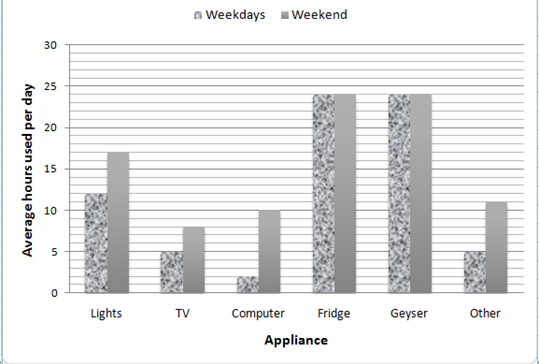 Weekdays Weekend
30
25
20
15
10
5
0
Average hours used per day
Lights TV Computer Fridge Geyser Other
Appliance